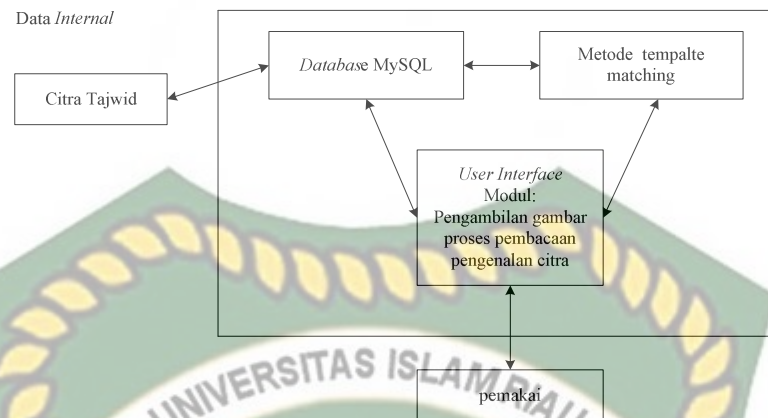 Data Internal
Database MySQL
Metode tempalte
matching
Citra Tajwid
User Interface
Modul:
Pengambilan gambar
proses pembacaan
pengenalan citra
UNIVERSITAS ISLAM RIAU
pemakai